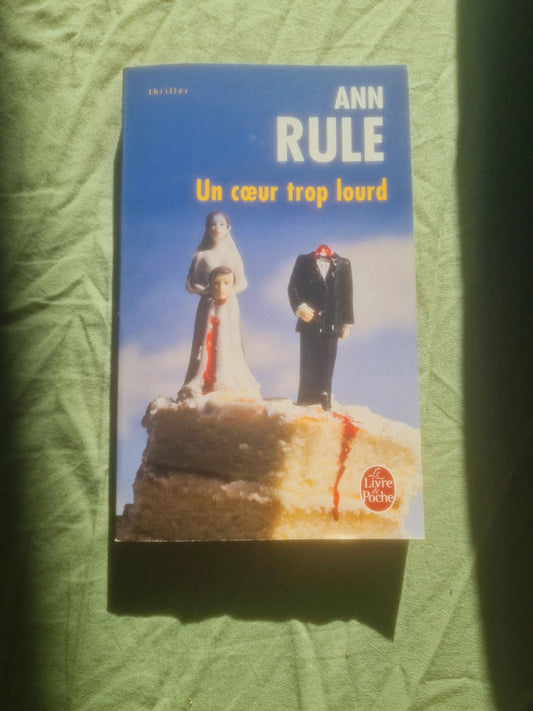 thriller
ANN
RULE
Un cœur trop lourd
Le
Livre
de
Poche